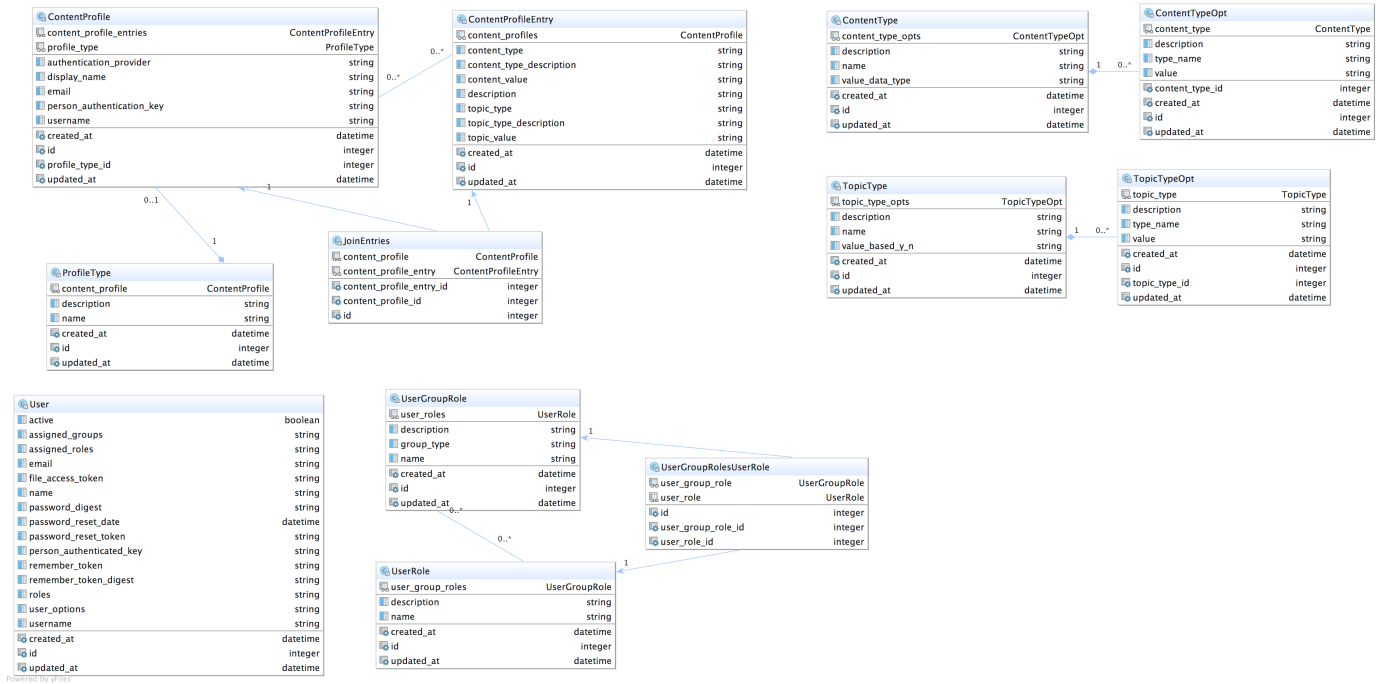 ContentProfile
content_profile_entries ContentProfileEntry
profile_type ProfileType
authentication_provider string
display_name string
email string
person_authentication_key string
username string
created_at datetime
id integer
profile_type_id integer
updated_at datetime
0..*
0..*
ContentProfileEntry
content_profiles ContentProfile
content_type string
content_type_description string
content_value string
description string
topic_type string
topic_type_description string
topic_value string
created_at datetime
id integer
updated_at datetime
ContentType
content_type_opts ContentTypeOpt
description string
name string
value_data_type string
created_at datetime
id integer
updated_at datetime
1 0..*
ContentTypeOpt
content_type ContentType
description string
type_name string
value string
content_type_id integer
created_at datetime
id integer
updated_at datetime
0..1
1
1
1
JoinEntries
content_profile ContentProfile
content_profile_entry ContentProfileEntry
content_profile_entry_id integer
content_profile_id integer
id integer
ProfileType
content_profile ContentProfile
description string
name string
created_at datetime
id integer
updated_at datetime
TopicType
topic_type_opts TopicTypeOpt
description string
name string
value_based_y_n string
created_at datetime
id integer
updated_at datetime
1 0..*
TopicTypeOpt
topic_type TopicType
description string
type_name string
value string
created_at datetime
id integer
topic_type_id integer
updated_at datetime
User
active boolean
assigned_groups string
assigned_roles string
email string
file_access_token string
name string
password_digest string
password_reset_date datetime
password_reset_token string
person_authenticated_key string
remember_token string
remember_token_digest string
roles string
user_options string
username string
created_at datetime
id integer
updated_at datetime
UserGroupRole
user_roles UserRole
description string
group_type string
name string
created_at datetime
id integer
updated_at datetime
0..*
0..*
1
UserGroupRolesUserRole
user_group_role UserGroupRole
user_role UserRole
id integer
user_group_role_id integer
user_role_id integer
1
UserRole
user_group_roles UserGroupRole
description string
name string
created_at datetime
id integer
updated_at datetime
Powered by yFiles